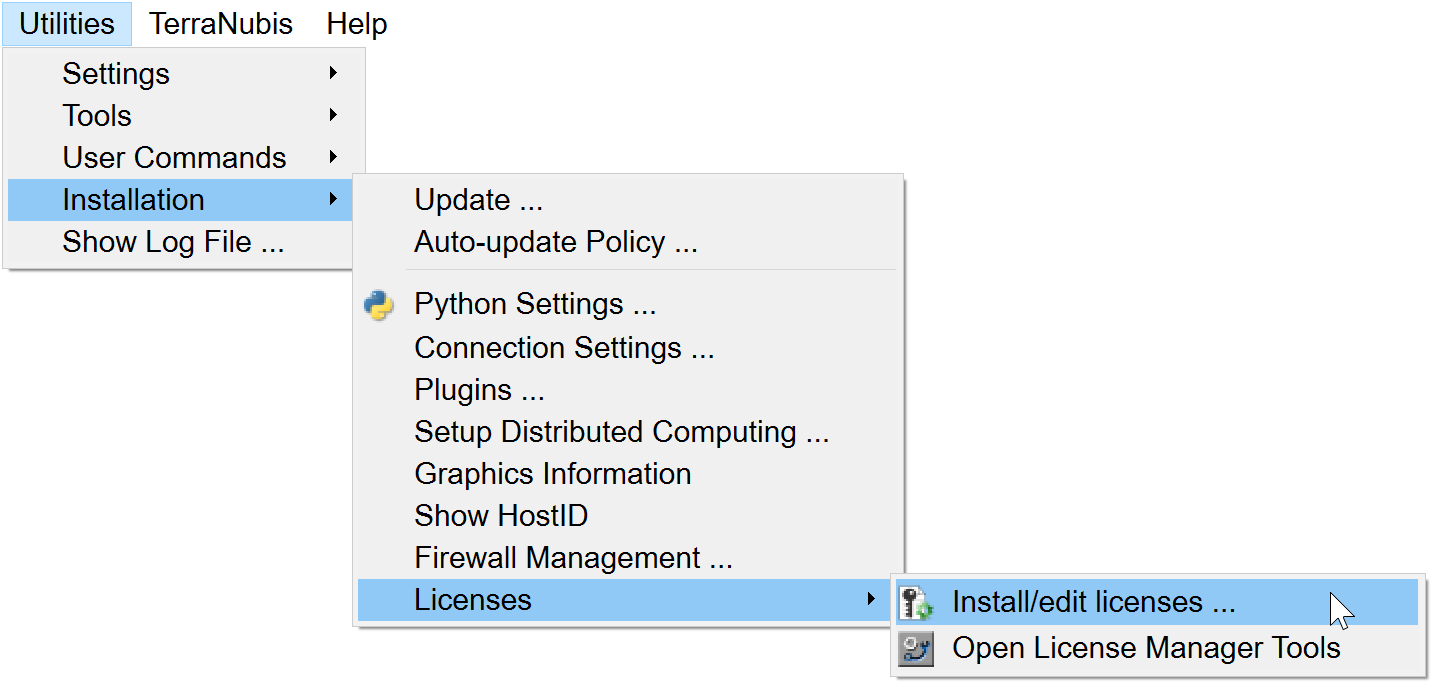 Utilities TerraNubis Help
Settings
Tools
User Commands
Installation
Show Log File ...
Update ...
Auto-update Policy ...
Python Settings ...
Connection Settings ...
Plugins ...
Setup Distributed Computing ...
Graphics Information
Show HostID
Firewall Management ...
Licenses
Install/edit licenses ...
Open License Manager Tools